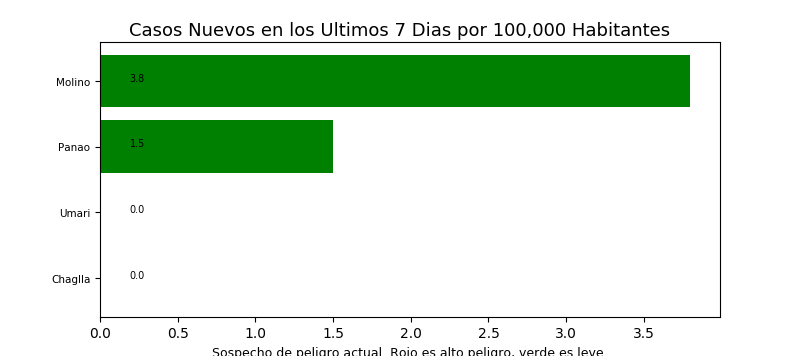 Casos Nuevos en los Ultimos 7 Dias por 100,000 Habitantes
Molino
3.8
Panao
1.5
Umari
0.0
Chaglla
0.0
0.0 0.5 1.0 1.5 2.0 2.5 3.0 3.5
Sospecho de peligro actual. Rojo es alto peligro, verde es leve